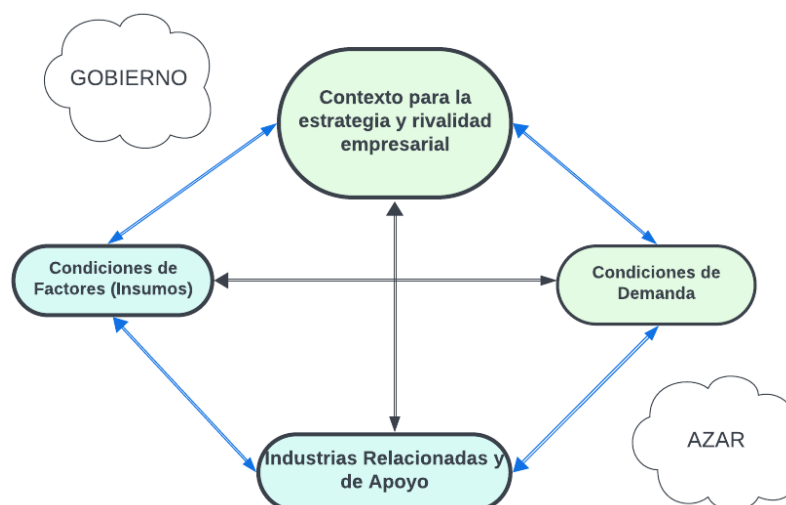 GOBIERNO
Contexto para la
estrategia y rivalidad
empresarial
Condiciones de
Factores (Insumos)
Condiciones de
Demanda
Industrias Relacionadas y
de Apoyo
AZAR